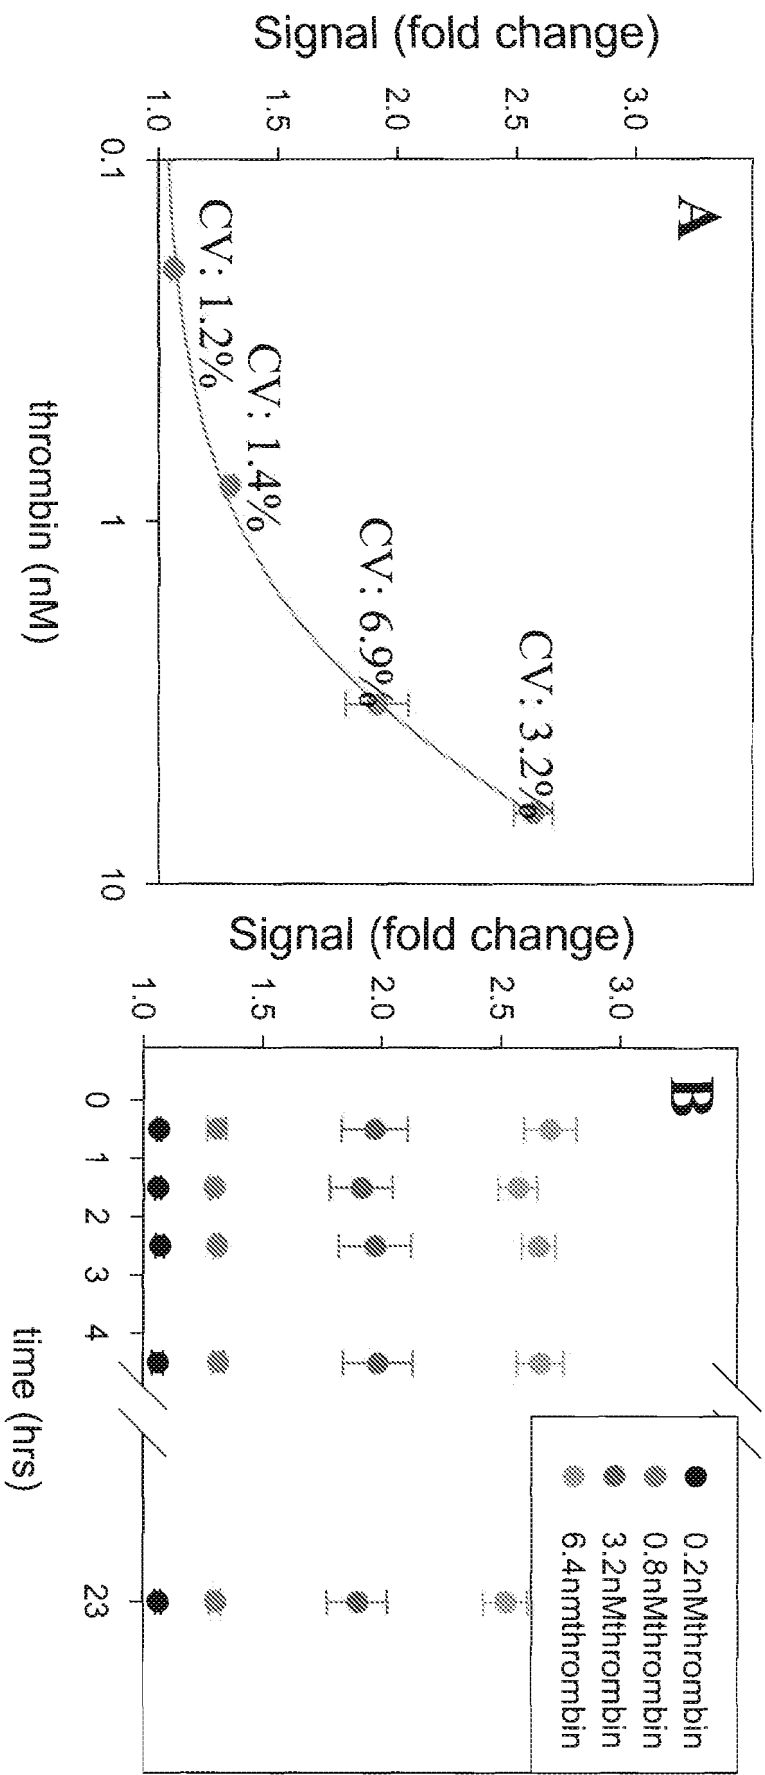 A
Signal (fold change)
3.0
2.5
2.0
1.5
1.0
CV: 3.2%
CV: 6.9%
CV: 1.4%
CV: 1.2%
0.1
1
10
thrombin (nM)
B
Signal (fold change)
3.0
2.5
2.0
1.5
1.0
0.2nMthrombin
0.8nMthrombin
3.2nMthrombin
6.4nmthrombin
0
1
2
3
4
23
time (hrs)